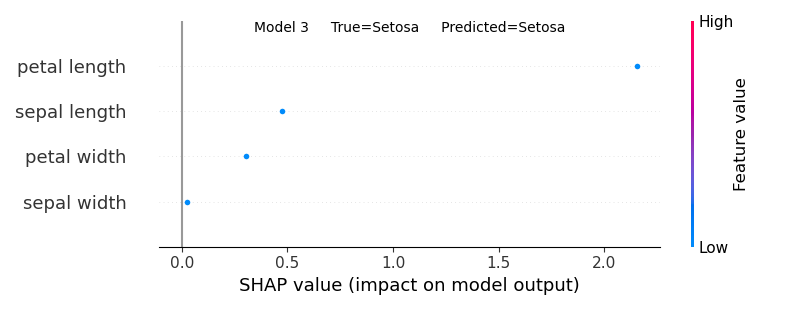 Model 3 True=Setosa Predicted=Setosa
High
petal length
sepal length
petal width
sepal width
Feature value
Low
0.0 0.5 1.0 1.5 2.0
SHAP value (impact on model output)